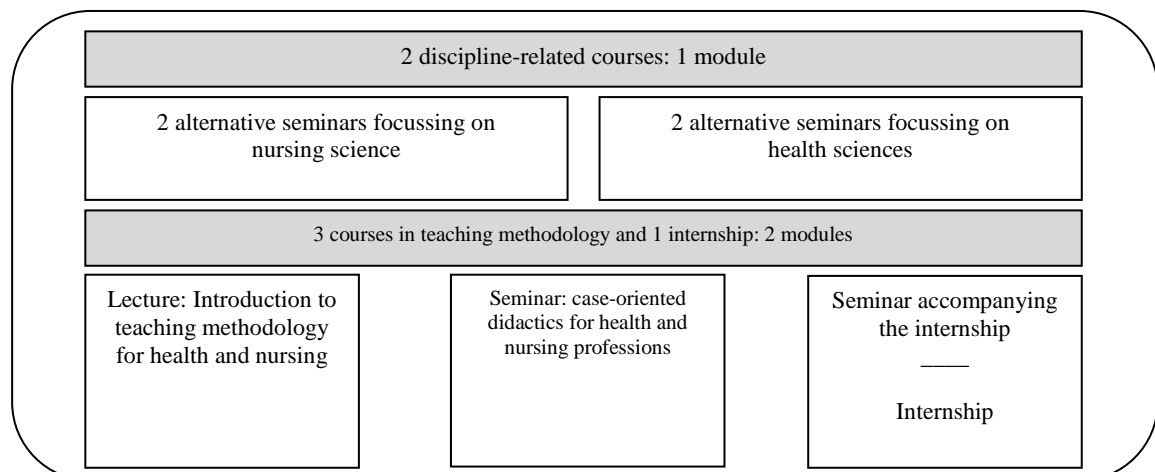 2 discipline-related courses: 1 module
2 alternative seminars focussing on
nursing science
2 alternative seminars focussing on
health sciences
3 courses in teaching methodology and 1 internship: 2 modules
Lecture: Introduction to
teaching methodology
for health and nursing
Seminar: case-oriented
didactics for health and
nursing professions
Seminar accompanying
the internship
____
Internship